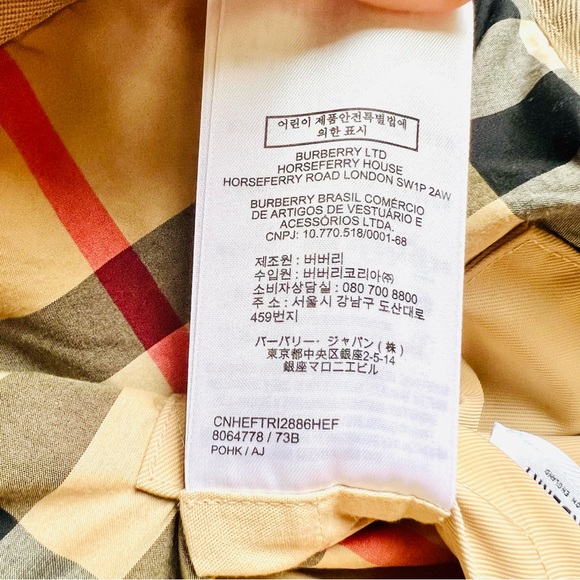 어린이 제품안전특별법에
의한 표시
BURBERRY LTD
HORSEFERRY HOUSE
HORSEFERRY ROAD LONDON SW1P 2AW
BURBERRY BRASIL COMÉRCIO
DE ARTIGOS DE VESTUÁRIO E
ACESSÓRIOS LTDA.
CNPJ: 10.770.518/0001-68
제조원 : 버버리
수입원 : 버버리코리아㈜
소비자상담실 : 080 700 8800
주 소 : 서울시 강남구 도산대로
459번지
バーバリー・ジャパン(株)
東京都中央区銀座2-5-14
銀座マロニエビル
CNHEFTRI2886HEF
8064778 / 73B
POHK / AJ